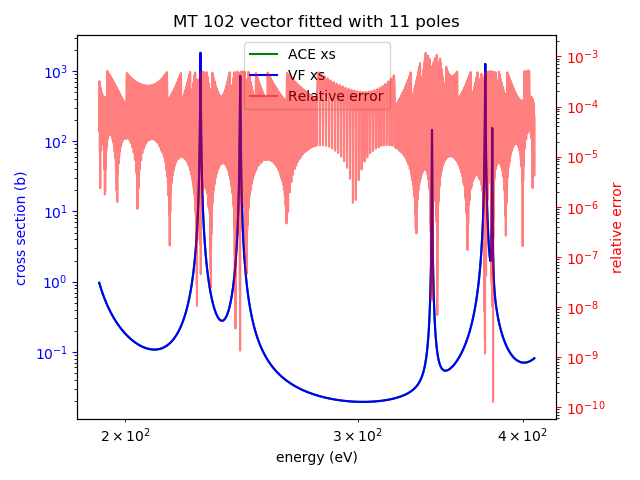 MT 102 vector fitted with 11 poles
ACE xs
VF xs
Relative error
cross section (b)
10³
10²
10¹
10⁰
10⁻¹
10⁻³
10⁻⁴
10⁻⁵
10⁻⁶
10⁻⁷
10⁻⁸
10⁻⁹
10⁻¹⁰
relative error
2 × 10² 3 × 10² 4 × 10²
energy (eV)